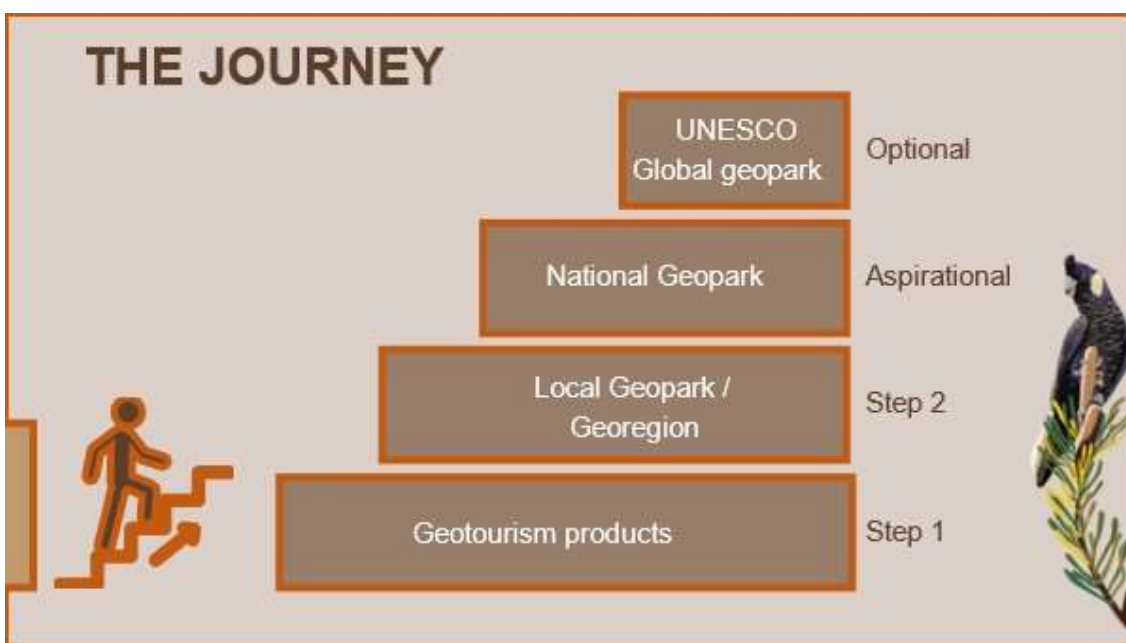 THE JOURNEY
UNESCO
Global geopark
Optional
National Geopark
Aspirational
Local Geopark /
Georegion
Step 2
Geotourism products
Step 1